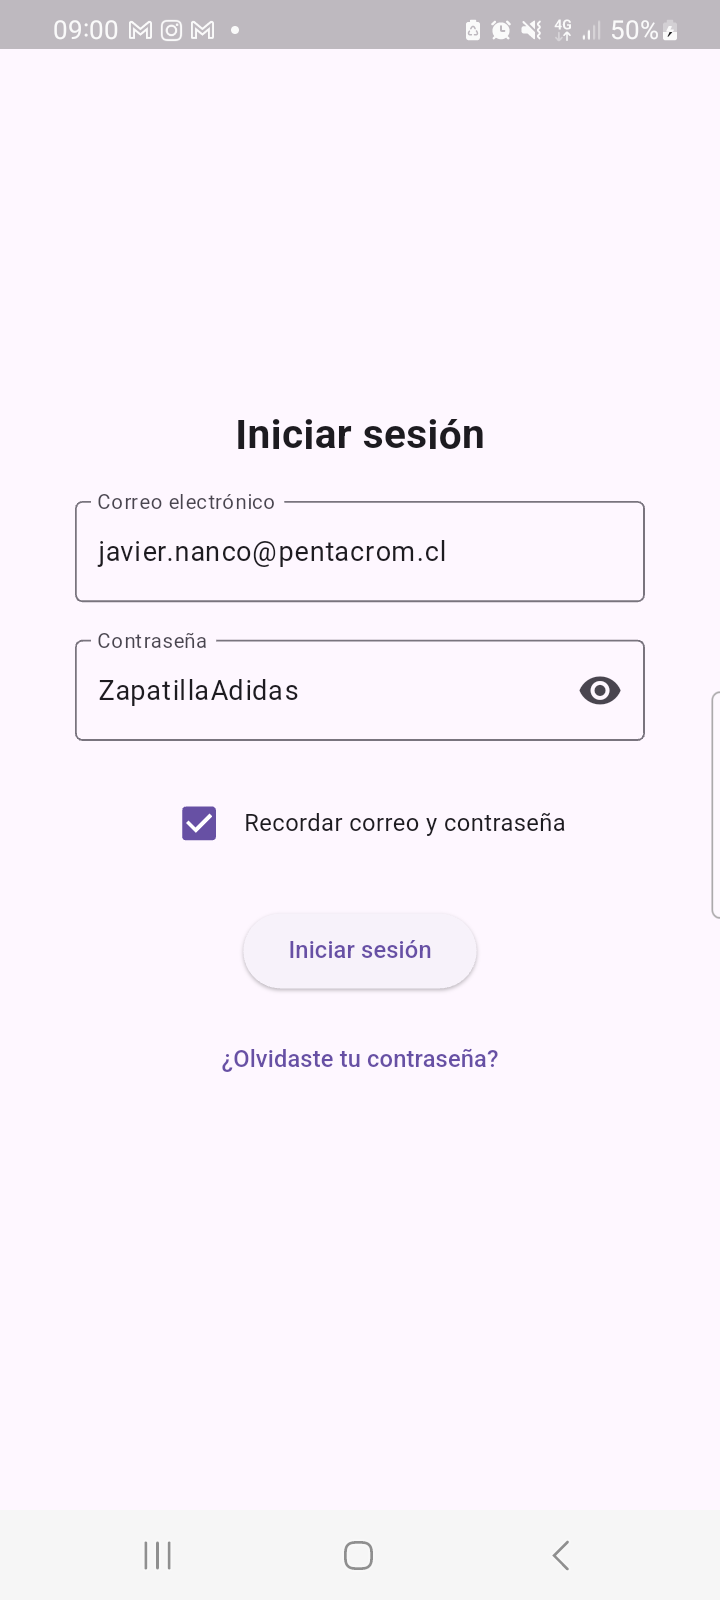 09:00 4G 50%
Iniciar sesión
Correo electrónico
javier.nanco@pentacrom.cl
Contraseña
ZapatillaAdidas
Recordar correo y contraseña
Iniciar sesión
¿Olvidaste tu contraseña?